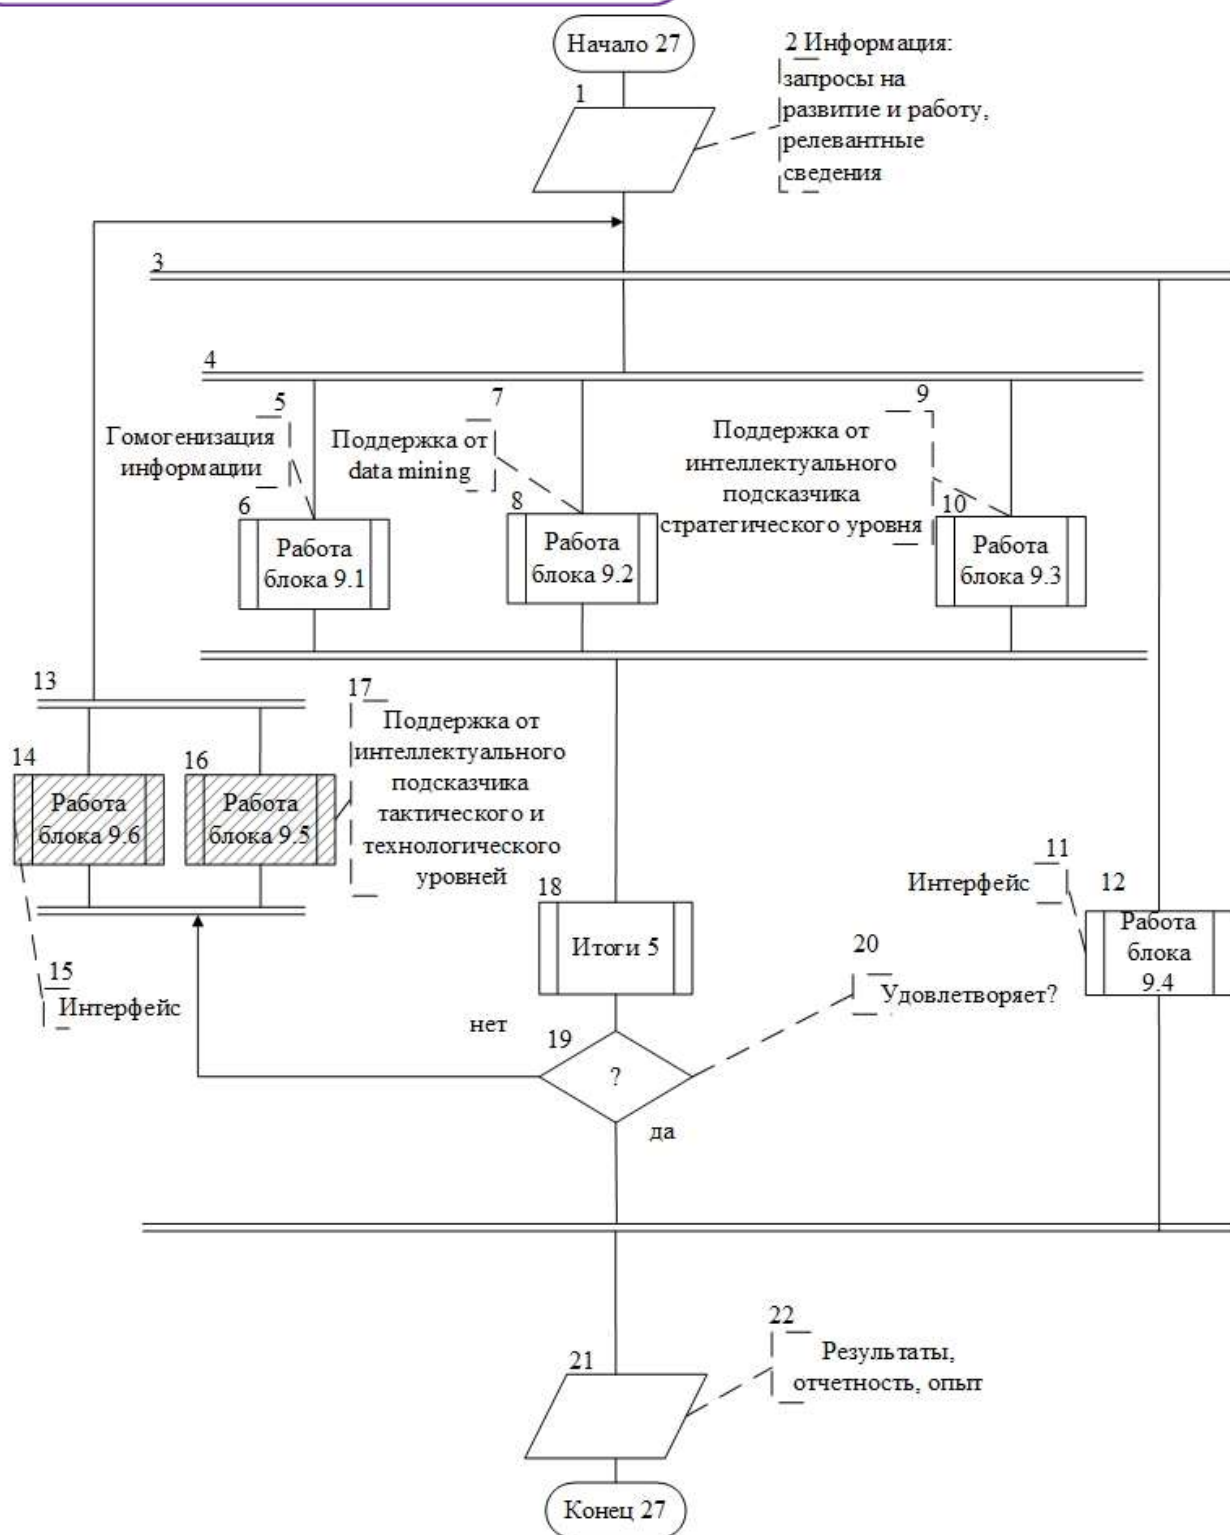 Начало 27
2 Информация:
запросы на
развитие и работу,
релевантные
сведения
1
3
4
5
Гомогенизация
информации
6
Работа
блока 9.1
7
Поддержка от
data mining
8
Работа
блока 9.2
9
Поддержка от
интеллектуального
подсказчика
стратегического уровня
10
Работа
блока 9.3
13
14
Работа
блока 9.6
15
Интерфейс
16
Работа
блока 9.5
17
Поддержка от
интеллектуального
подсказчика
тактического и
технологического
уровней
18
Итоги 5
11
Интерфейс
12
Работа
блока
9.4
нет
19
?
20
Удовлетворяет?
да
21
22
Результаты,
отчетность, опыт
Конец 27